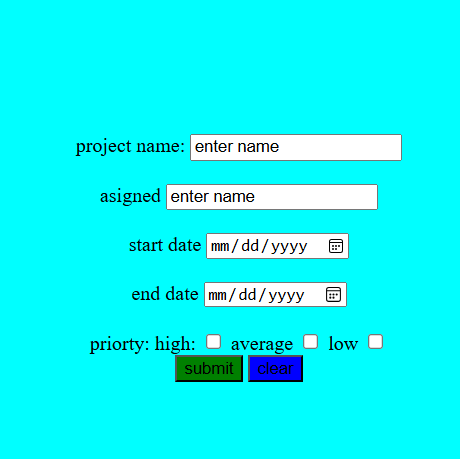 project name: enter name
asigned enter name
start date mm/dd/yyyy
end date mm/dd/yyyy
priorty: high: average low
submit clear